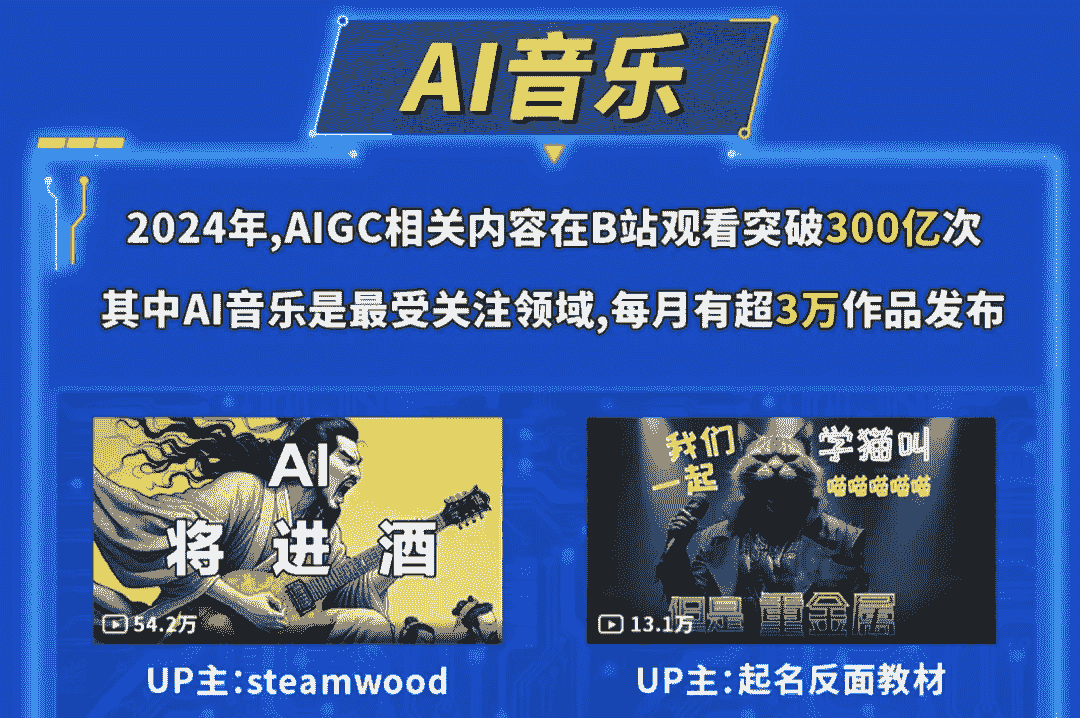 AI音乐
2024年,AIGC相关内容在B站观看突破300亿次
其中AI音乐是最受关注领域,每月有超3万作品发布
AI
将 进 酒
54.2万
UP主:steamwood
我们 学猫叫
一起 喵喵喵喵喵
但是 重金属
13.1万
UP主:起名反面教材